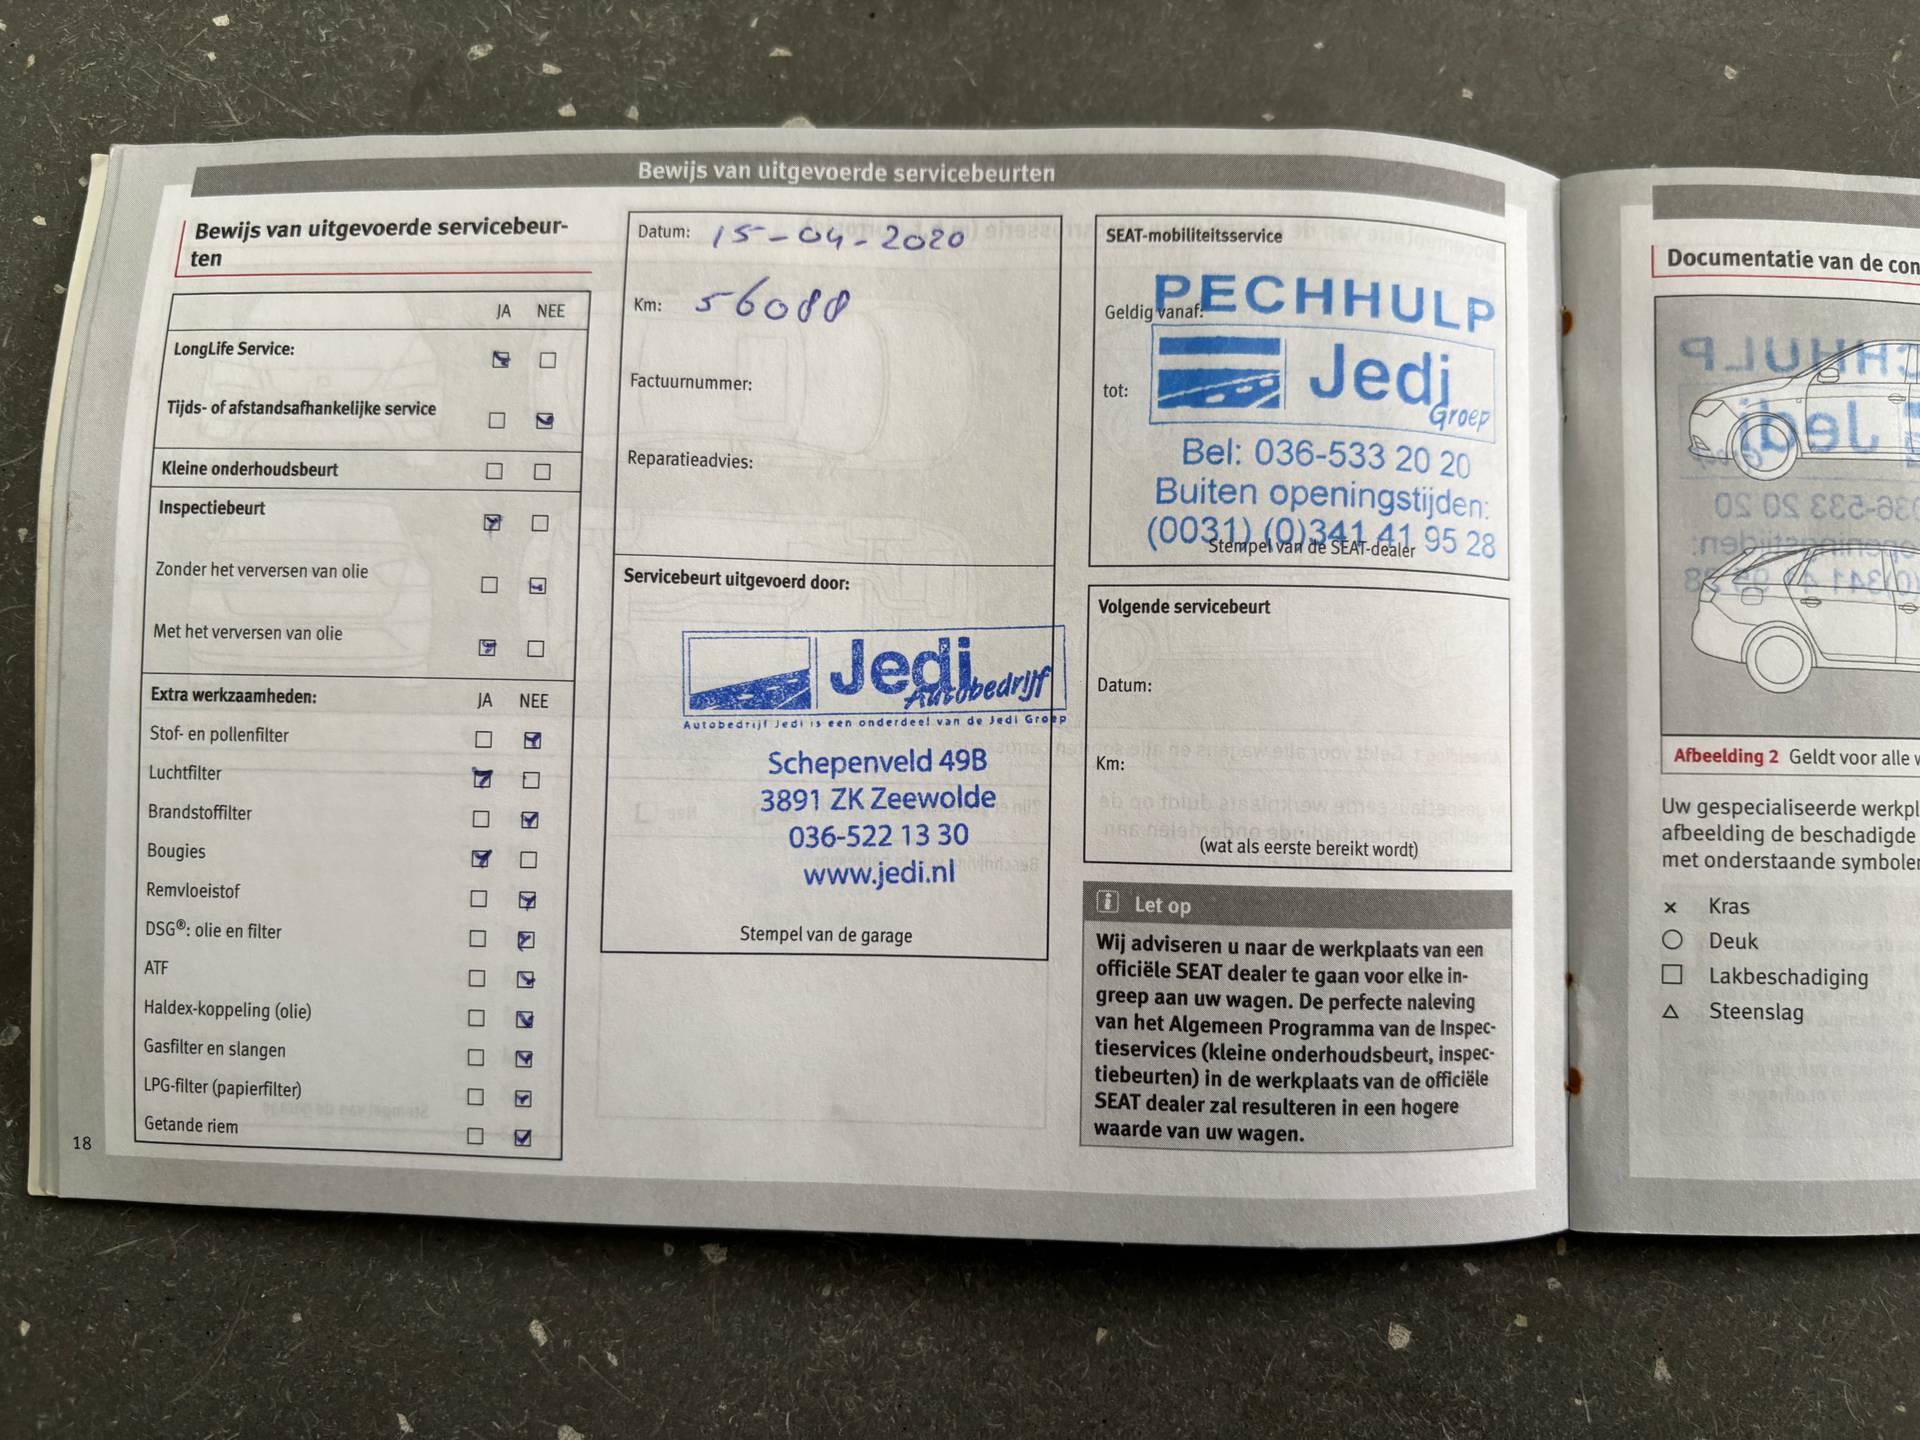 Bewijs van uitgevoerde servicebeurten
Bewijs van uitgevoerde servicebeur-
ten
JA NEE
LongLife Service:
Tijds- of afstandsafhankelijke service
Kleine onderhoudsbeurt
Inspectiebeurt
Zonder het verversen van olie
Met het verversen van olie
Extra werkzaamheden: JA NEE
Stof- en pollenfilter
Luchtfilter
Brandstoffilter
Bougies
Remvloeistof
DSG®: olie en filter
ATF
Haldex-koppeling (olie)
Gasfilter en slangen
LPG-filter (papierfilter)
Getande riem
18
Datum: 15-04-2020
Km: 56088
Factuurnummer:
Reparatieadvies:
Servicebeurt uitgevoerd door:
Jedi
Autobedrijf
Autobedrijf Jedi is een onderdeel van de Jedi Groep
Schepenveld 49B
3891 ZK Zeewolde
036-522 13 30
www.jedi.nl
Stempel van de garage
SEAT-mobiliteitsservice
PECHHULP
Geldig vanaf:
Jedi
Groep
tot:
Bel: 036-533 20 20
Buiten openingstijden:
(0031) (0)341 41 95 28
Stempel van de SEAT-dealer
Volgende servicebeurt
Datum:
Km:
(wat als eerste bereikt wordt)
i Let op
Wij adviseren u naar de werkplaats van een
officiële SEAT dealer te gaan voor elke in-
greep aan uw wagen. De perfecte naleving
van het Algemeen Programma van de Inspec-
tieservices (kleine onderhoudsbeurt, inspec-
tiebeurten) in de werkplaats van de officiële
SEAT dealer zal resulteren in een hogere
waarde van uw wagen.
Documentatie van de con
Afbeelding 2 Geldt voor alle
Uw gespecialiseerde werkpl
afbeelding de beschadigde
met onderstaande symbolen
× Kras
Deuk
Lakbeschadiging
Steenslag